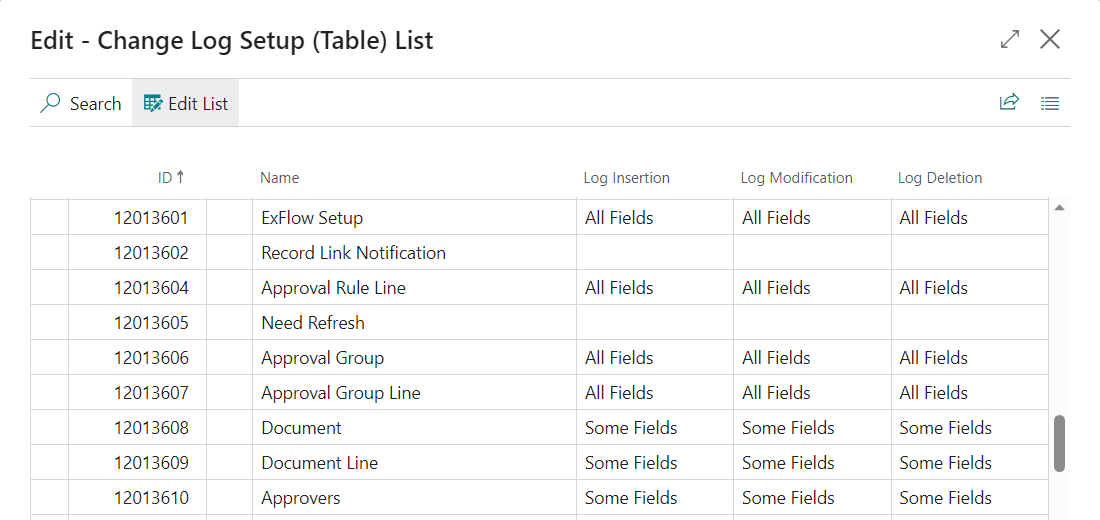 Edit - Change Log Setup (Table) List
Search Edit List
ID↑ Name Log Insertion Log Modification Log Deletion
12013601 ExFlow Setup All Fields All Fields All Fields
12013602 Record Link Notification
12013604 Approval Rule Line All Fields All Fields All Fields
12013605 Need Refresh
12013606 Approval Group All Fields All Fields All Fields
12013607 Approval Group Line All Fields All Fields All Fields
12013608 Document Some Fields Some Fields Some Fields
12013609 Document Line Some Fields Some Fields Some Fields
12013610 Approvers Some Fields Some Fields Some Fields